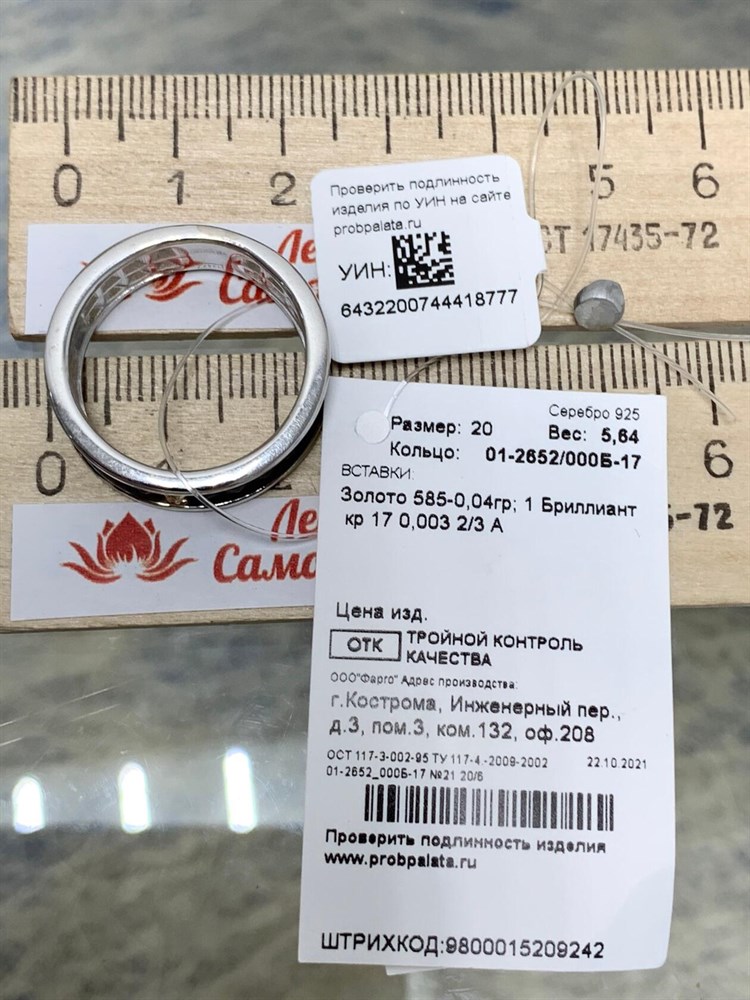 0 1 2 5 6
Проверить подлинность
изделия по УИН на сайте
probpalata.ru
УИН:
6432200744418777
СТ 17435-72
Ле
Само
0 6
-72
Ле
Само
Серебро 925
Размер: 20 Вес: 5,64
Кольцо: 01-2652/000Б-17
ВСТАВКИ:
Золото 585-0,04гр; 1 Бриллиант
кр 17 0,003 2/3 А
Цена изд.
ОТК ТРОЙНОЙ КОНТРОЛЬ
КАЧЕСТВА
ООО"Фарго" Адрес производства:
г.Кострома, Инженерный пер.,
д.3, пом.3, ком.132, оф.208
ОСТ 117-3-002-95 ТУ 117-4.-2009-2002 22.10.2021
01-2652_000Б-17 №21 20/6
Проверить подлинность изделия
www.probpalata.ru
ШТРИХКОД:9800015209242